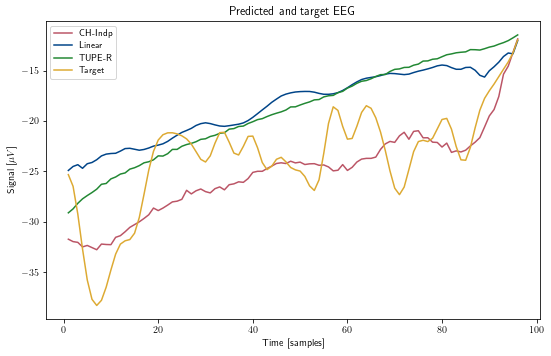 Predicted and target EEG
CH-Indp
Linear
TUPE-R
Target
Signal [μV]
−15
−20
−25
−30
−35
0
20
40
60
80
100
Time [samples]